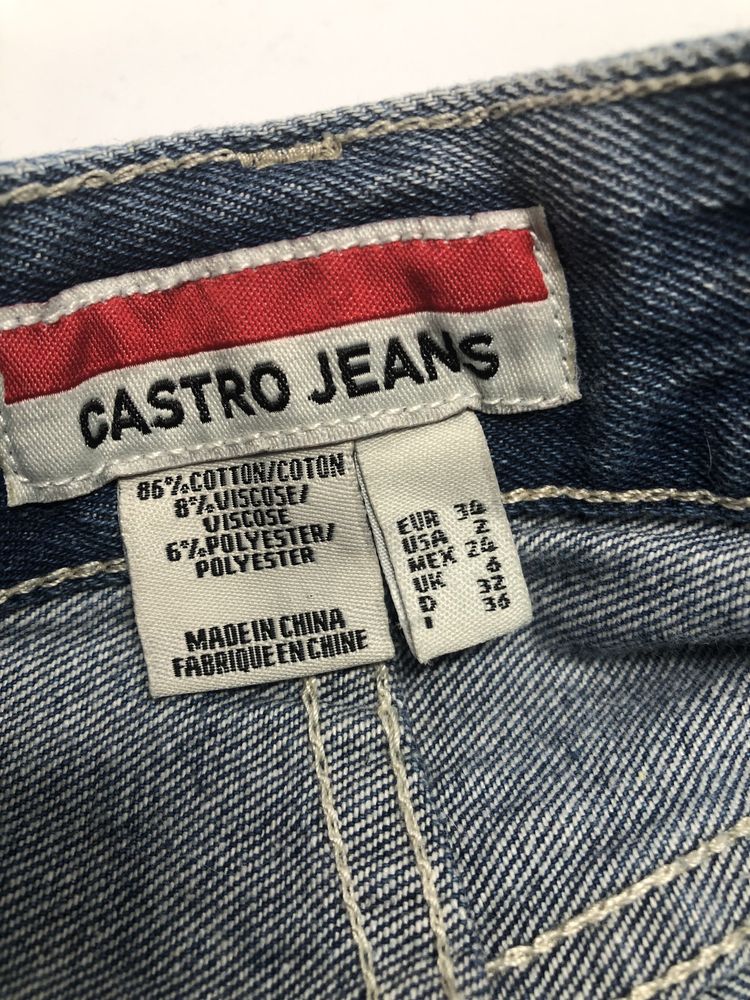 CASTRO JEANS
86%COTTON/COTON
8%VISCOSE/
VISCOSE
6%POLYESTER/
POLYESTER
MADE IN CHINA
FABRIQUE EN CHINE
EUR 34
USA 2
MEX 24
UK 6
D 32
I 36